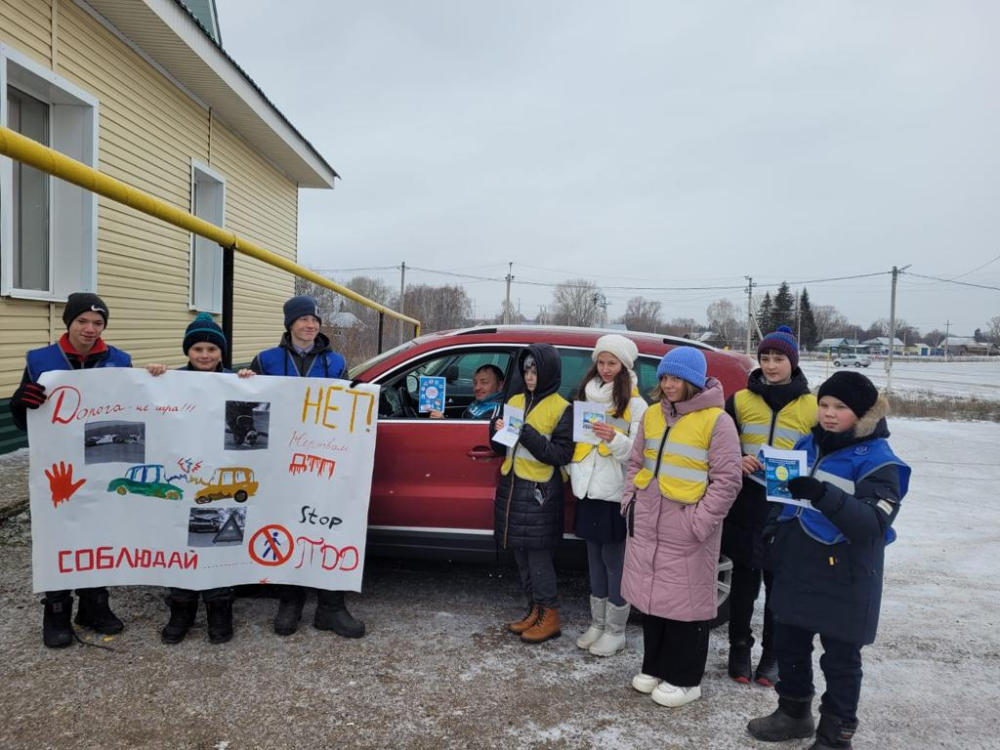 Дорога - не игра!!!
НЕТ!
Жертвам
ДТП
Stop
СОБЛЮДАЙ ............ ПДД